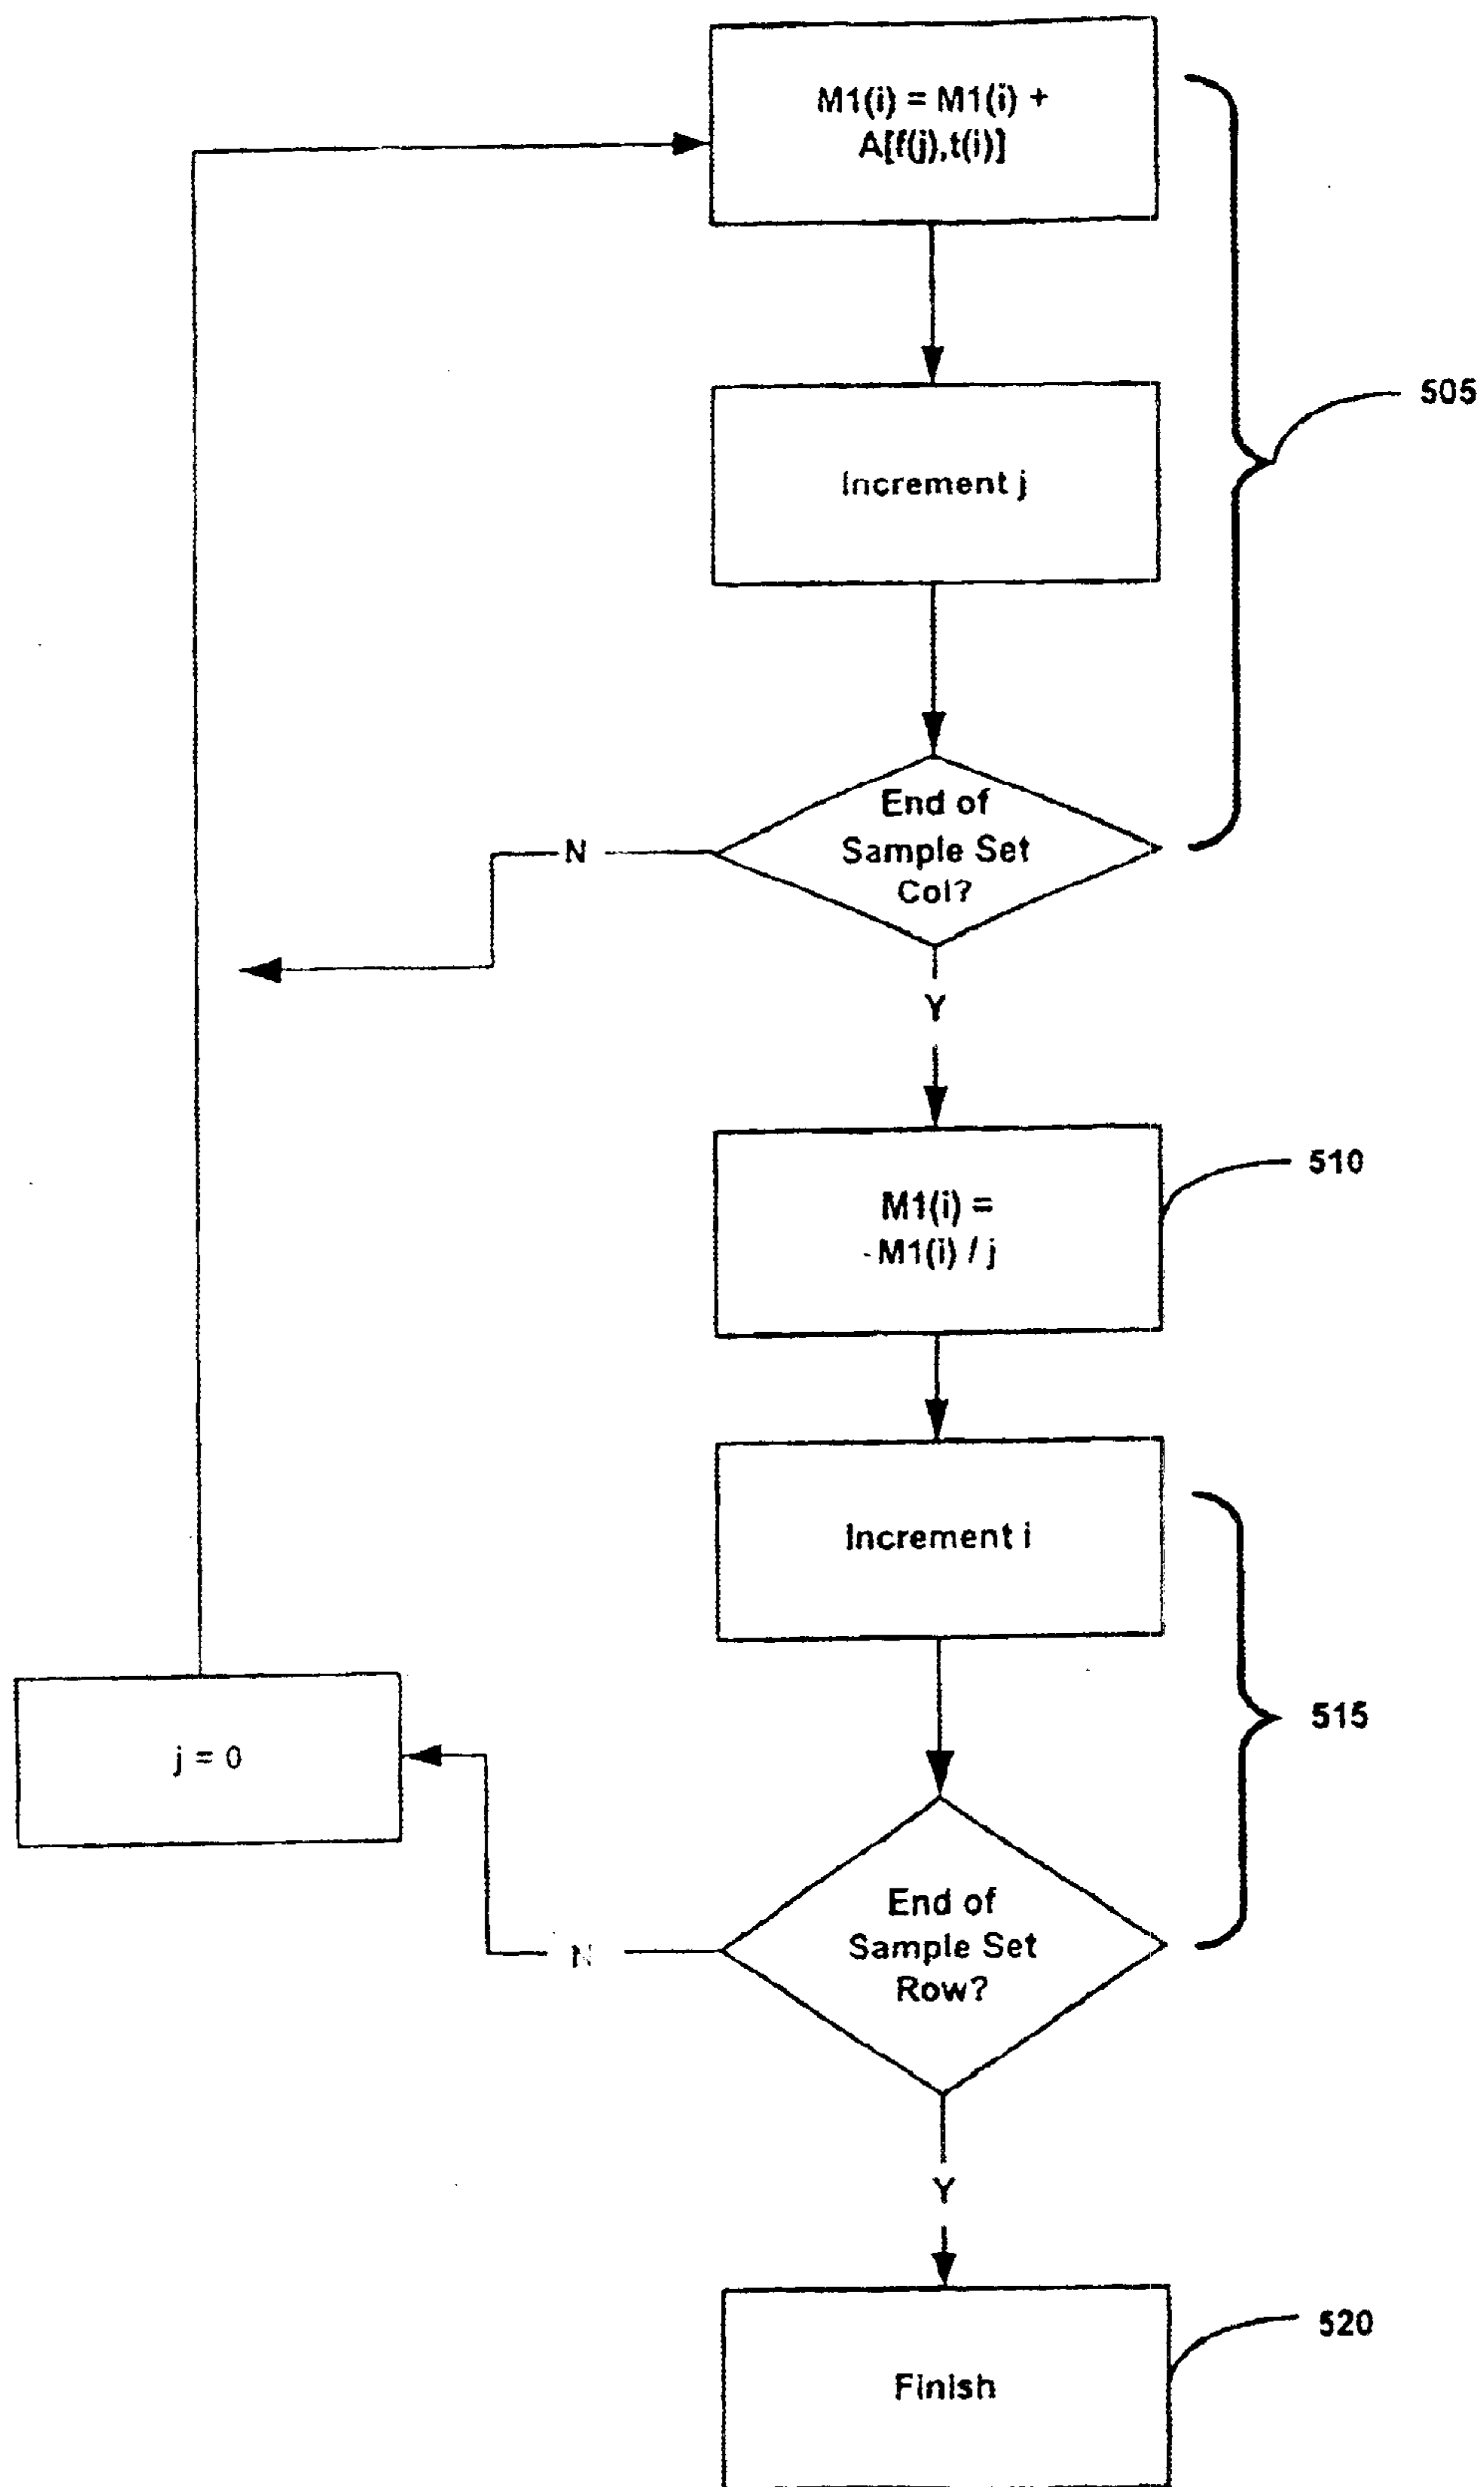 M1(i) = M1(i) +
A[f(j),t(i)]
505
Increment j
End of
Sample Set
Col?
N
Y
510
M1(i) =
-M1(i) / j
Increment i
515
j = 0
End of
Sample Set
Row?
N
Y
520
Finish